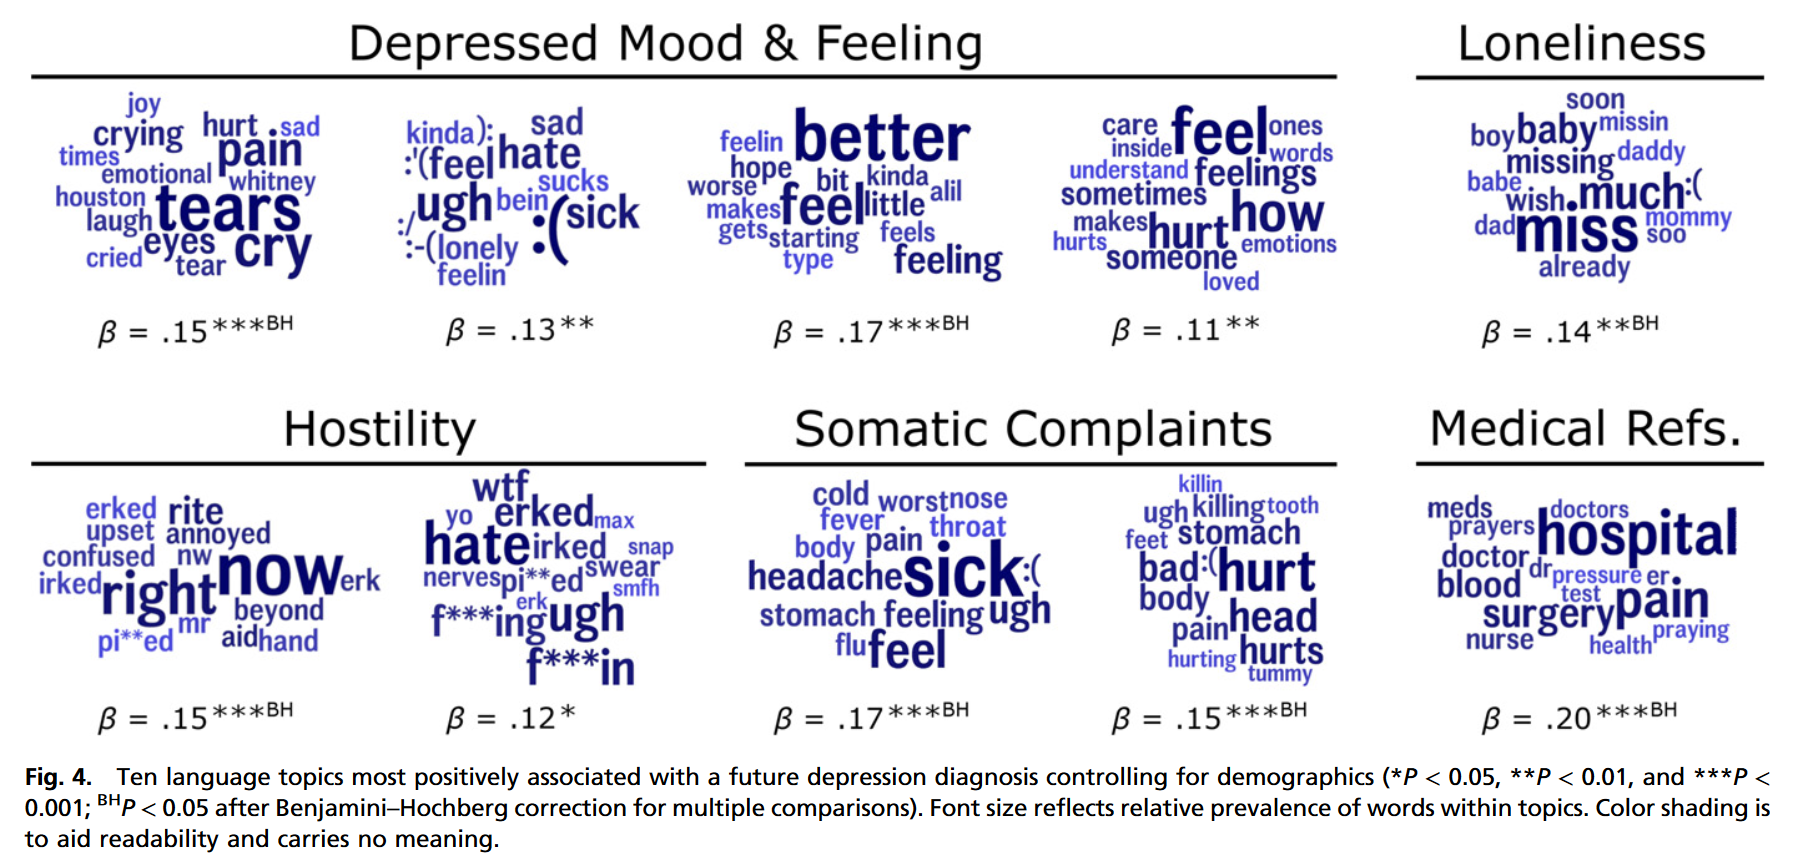 Depressed Mood & Feeling
Loneliness
joy
crying hurt sad
times pain
emotional
houston whitney
laugh tears
eyes cry
cried tear
β = .15***BH
kinda): sad
:'(feel hate
sucks
:/ ugh bein :( sick
:-( lonely
feelin
β = .13**
feelin better
hope
worse bit kinda alil
makes feel little
gets starting feels
type feeling
β = .17***BH
care feel ones
inside words
understand feelings
sometimes
makes hurt how
hurts emotions
someone
loved
β = .11**
soon
boy baby missin
missing daddy
babe wish much :(
dad miss mommy
soo
already
β = .14**BH
Hostility
Somatic Complaints
Medical Refs.
erked rite
upset annoyed
confused nw now
irked right erk
beyond
pi**ed mr aid hand
β = .15***BH
wtf
yo erked max
hate irked snap
nerves pi**ed swear
erk smfh
f***ing ugh
f***in
β = .12*
cold worst nose
fever throat
body pain
headache sick :(
stomach feeling ugh
flu feel
β = .17***BH
killin
ugh killing tooth
feet stomach
bad :( hurt
body head
pain
hurting hurts
tummy
β = .15***BH
meds doctors
prayers hospital
doctor dr pressure er
blood test
surgery pain
nurse praying
health
β = .20***BH
Fig. 4. Ten language topics most positively associated with a future depression diagnosis controlling for demographics (*P < 0.05, **P < 0.01, and ***P <
0.001; BHP < 0.05 after Benjamini–Hochberg correction for multiple comparisons). Font size reflects relative prevalence of words within topics. Color shading is
to aid readability and carries no meaning.